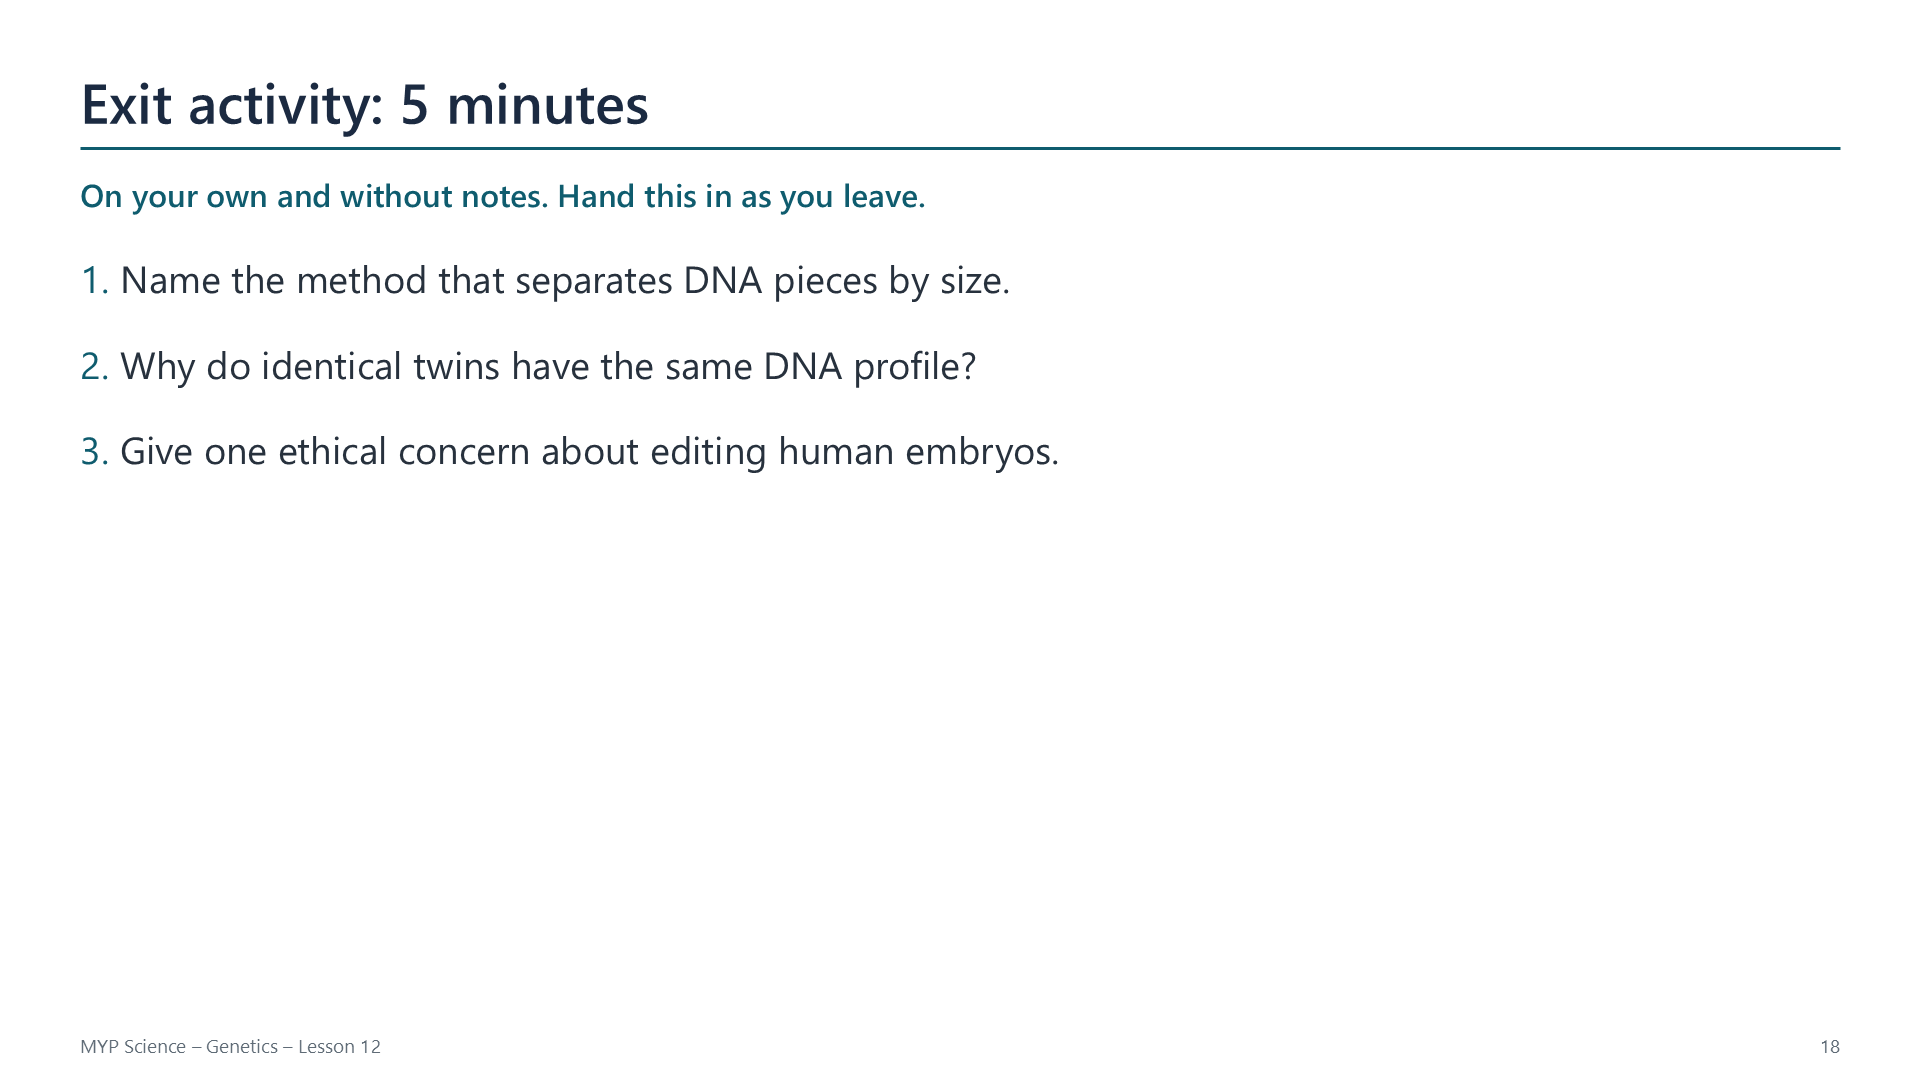 Exit activity: 5 minutes
On your own and without notes. Hand this in as you leave.
1. Name the method that separates DNA pieces by size.
2. Why do identical twins have the same DNA profile?
3. Give one ethical concern about editing human embryos.
MYP Science – Genetics – Lesson 12
18